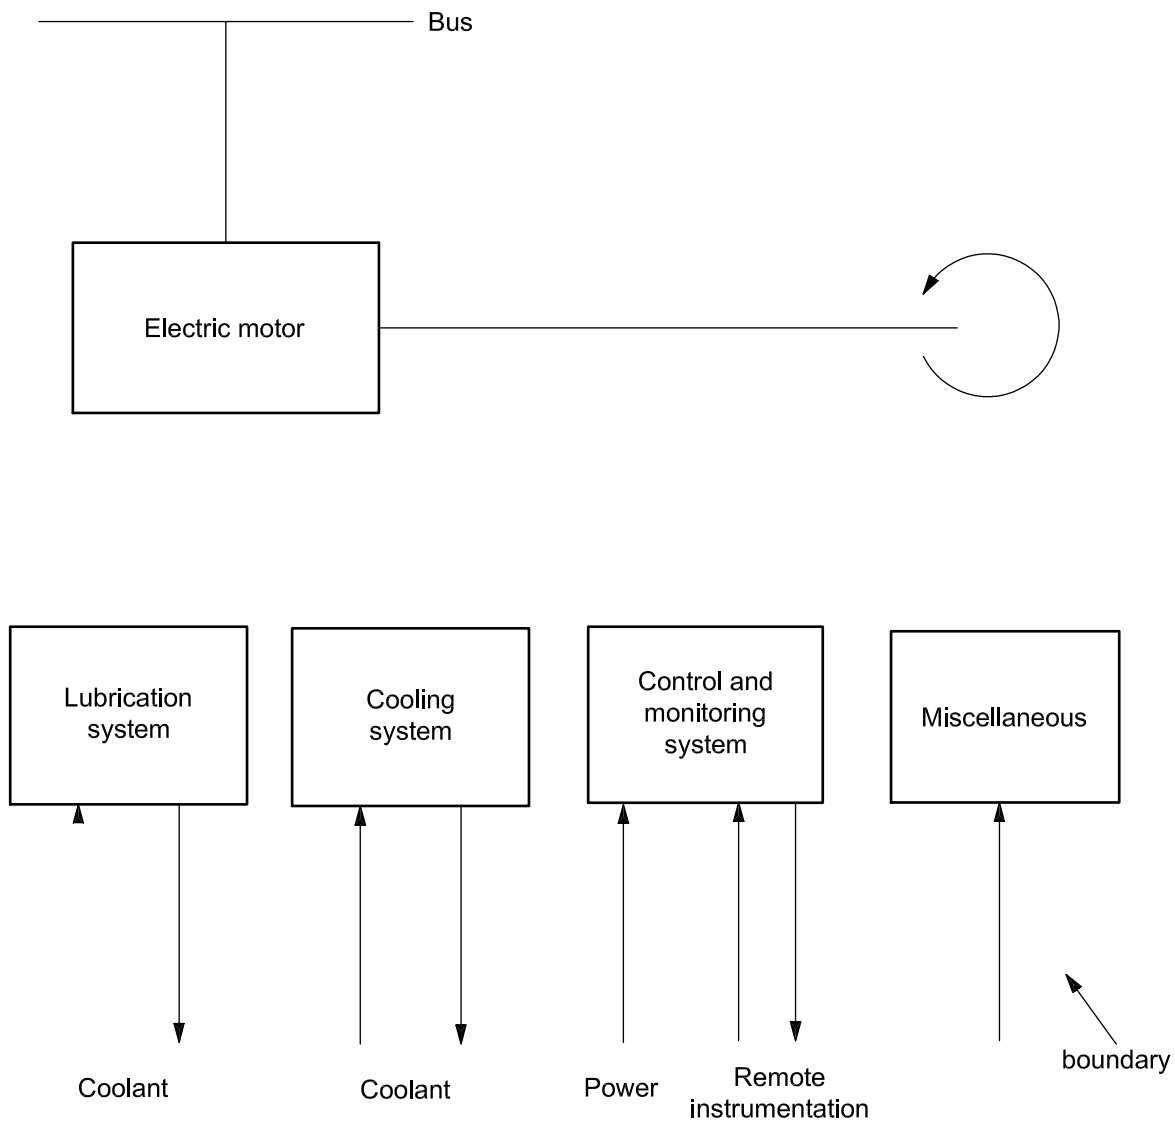 Bus
Electric motor
Lubrication
system
Cooling
system
Control and
monitoring
system
Miscellaneous
boundary
Coolant
Coolant
Power
Remote
instrumentation